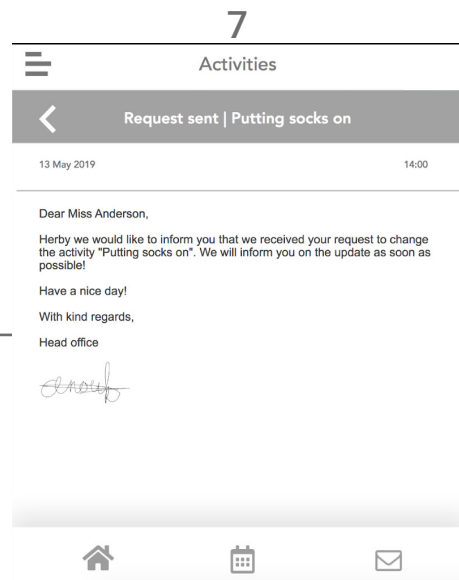 7
Activities
Request sent | Putting socks on
13 May 2019 14:00
Dear Miss Anderson,
Herby we would like to inform you that we received your request to change
the activity "Putting socks on". We will inform you on the update as soon as
possible!
Have a nice day!
With kind regards,
Head office